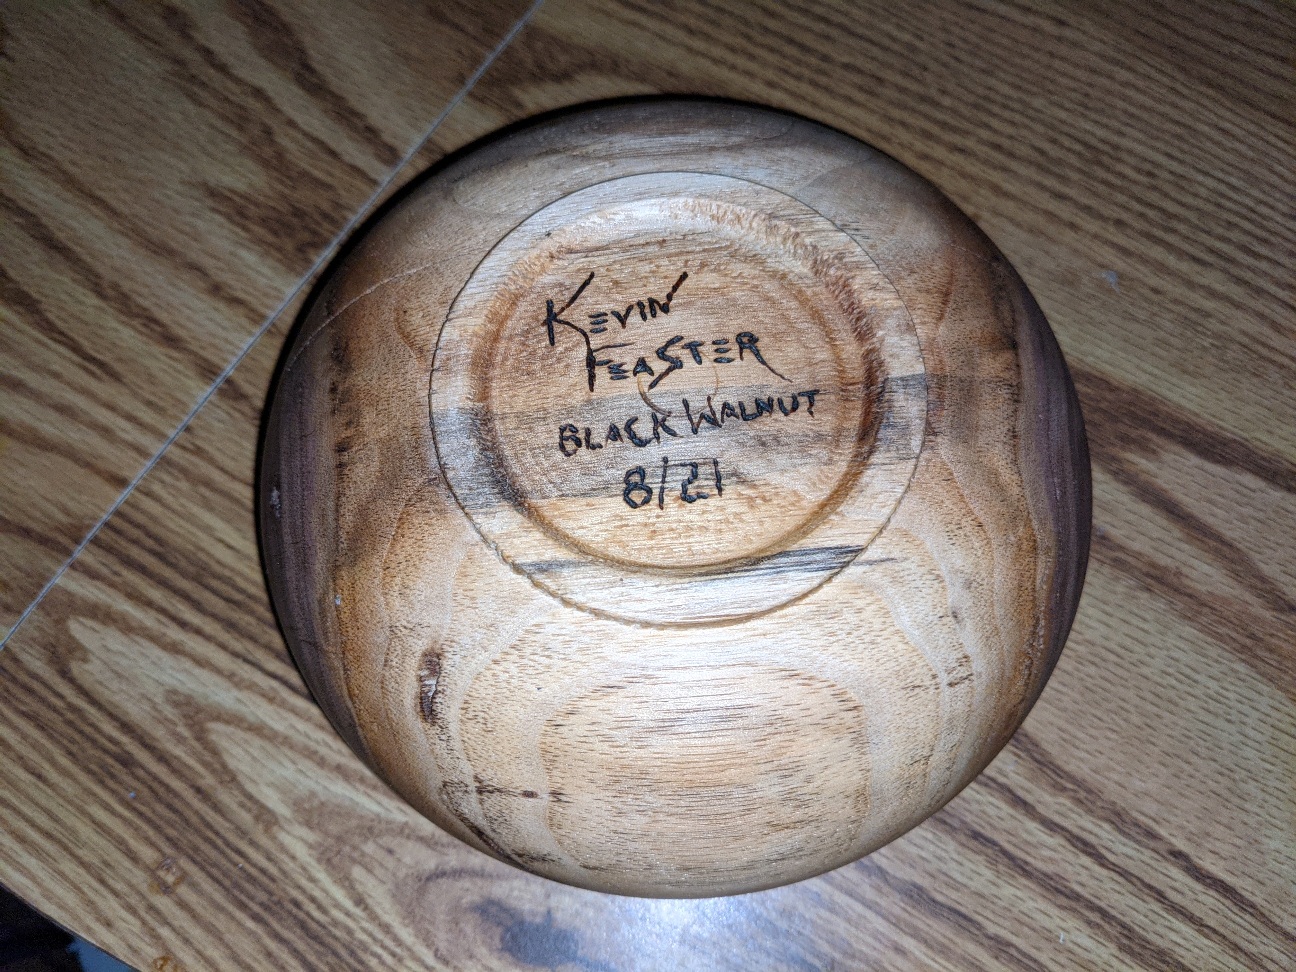 KEVIN
FEASTER
BLACK WALNUT
8/21